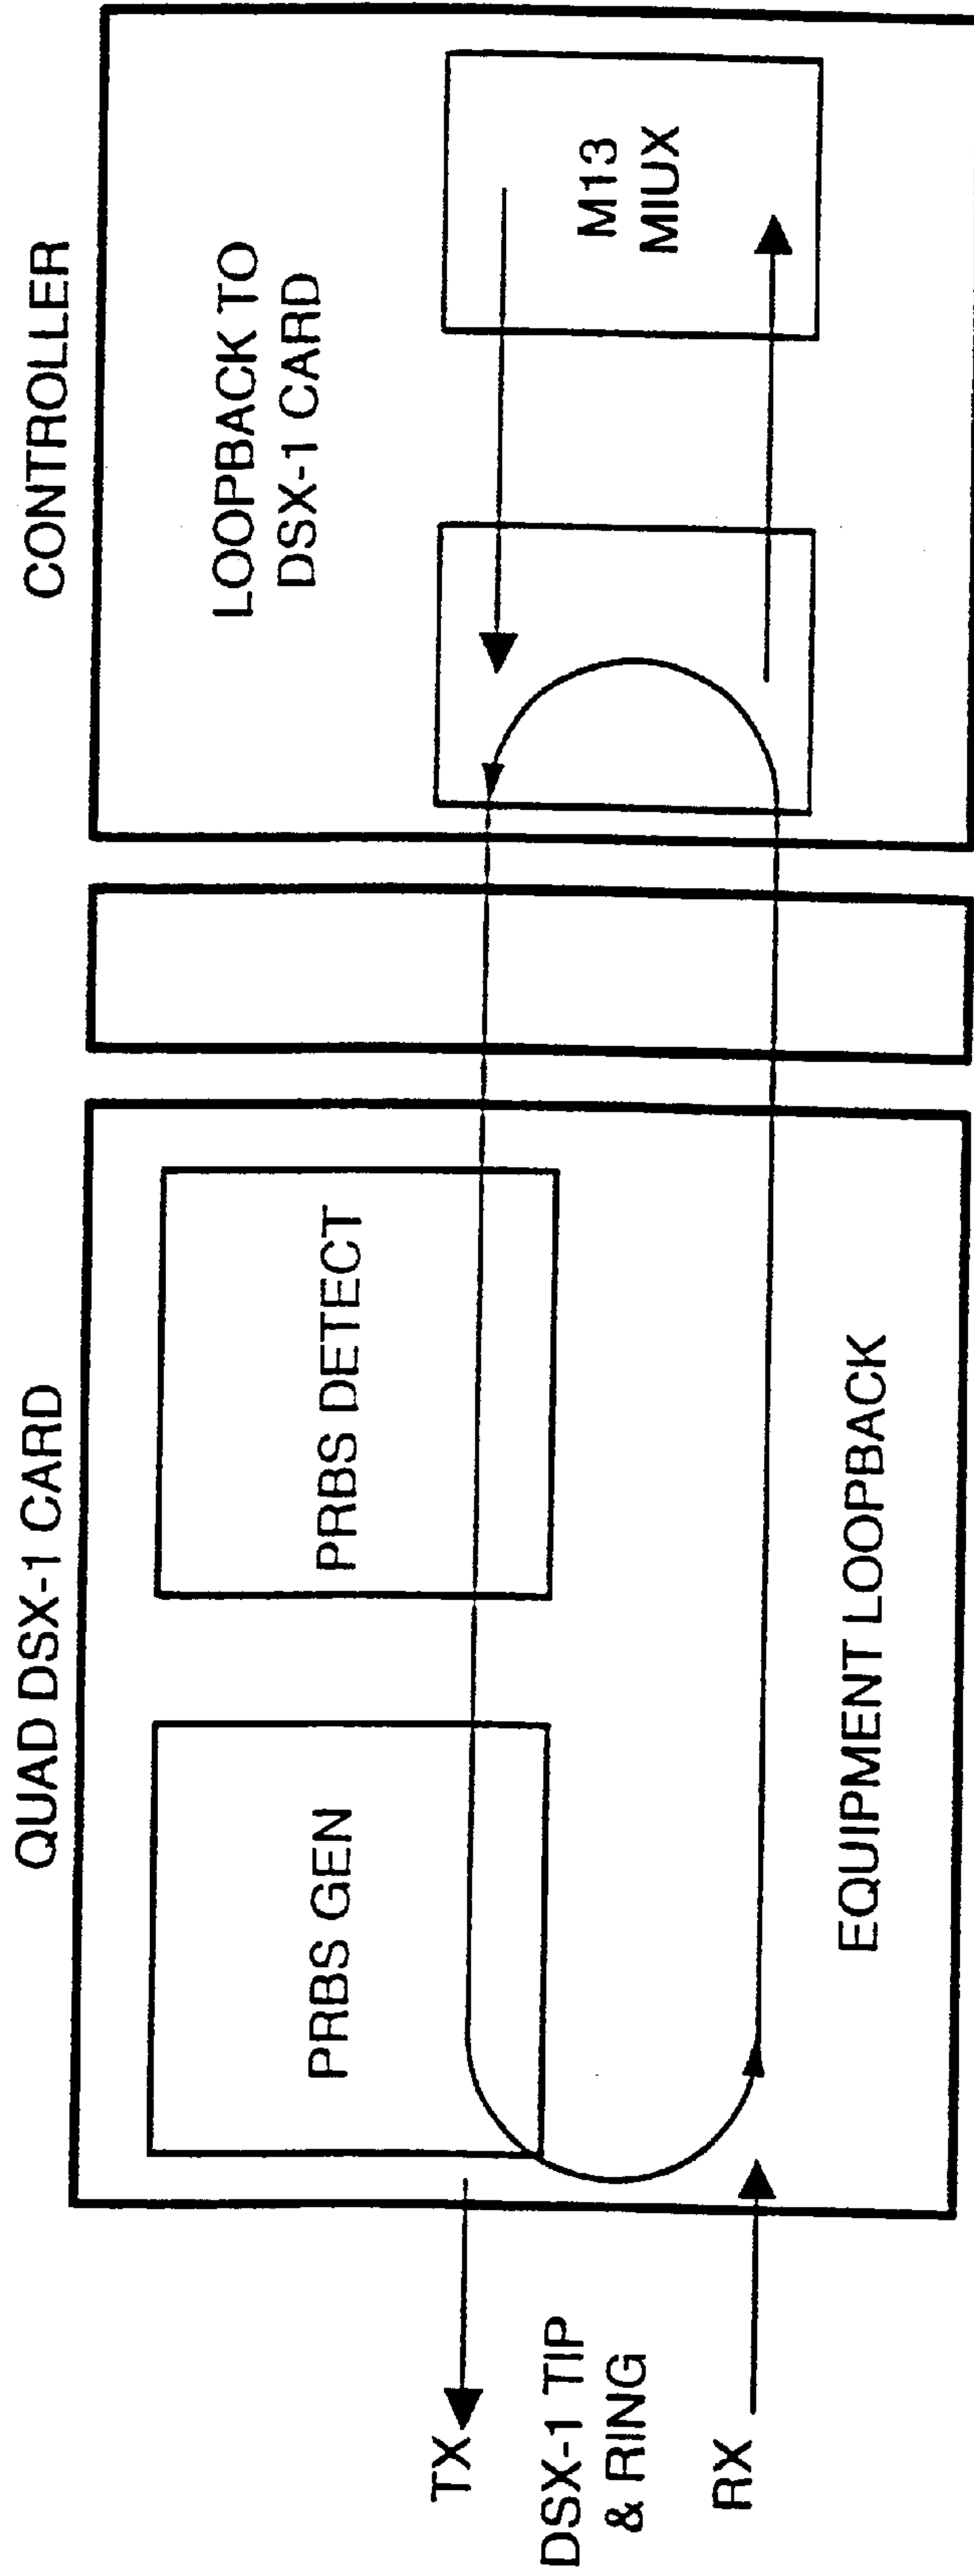 QUAD DSX-1 CARD
CONTROLLER
PRBS GEN
PRBS DETECT
LOOPBACK TO
DSX-1 CARD
M13
MIUX
TX
DSX-1 TIP
& RING
RX
EQUIPMENT LOOPBACK